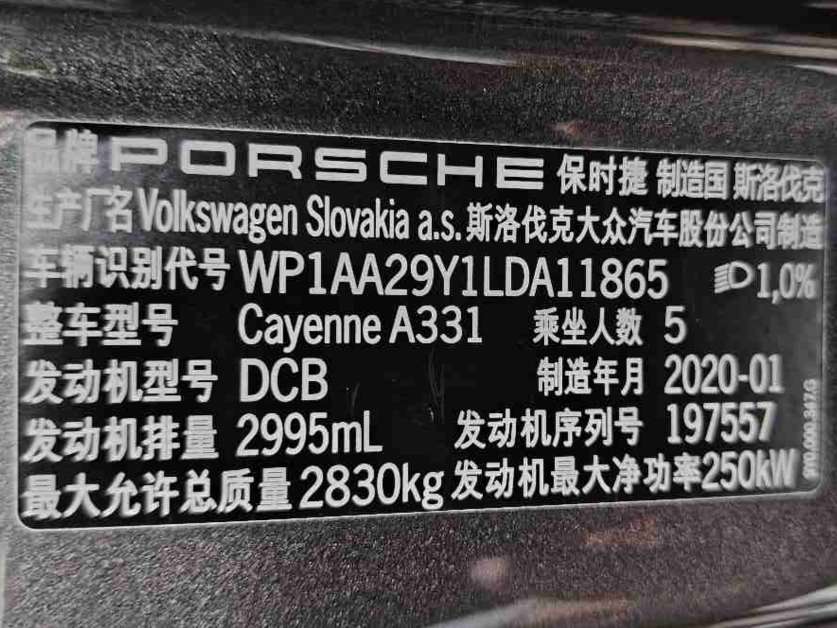 品牌 PORSCHE 保时捷 制造国 斯洛伐克
生产厂名 Volkswagen Slovakia a.s. 斯洛伐克大众汽车股份公司制造
车辆识别代号 WP1AA29Y1LDA11865 1,0%
整车型号 Cayenne A331 乘坐人数 5
发动机型号 DCB 制造年月 2020-01
发动机排量 2995mL 发动机序列号 197557
最大允许总质量 2830kg 发动机最大净功率 250kW